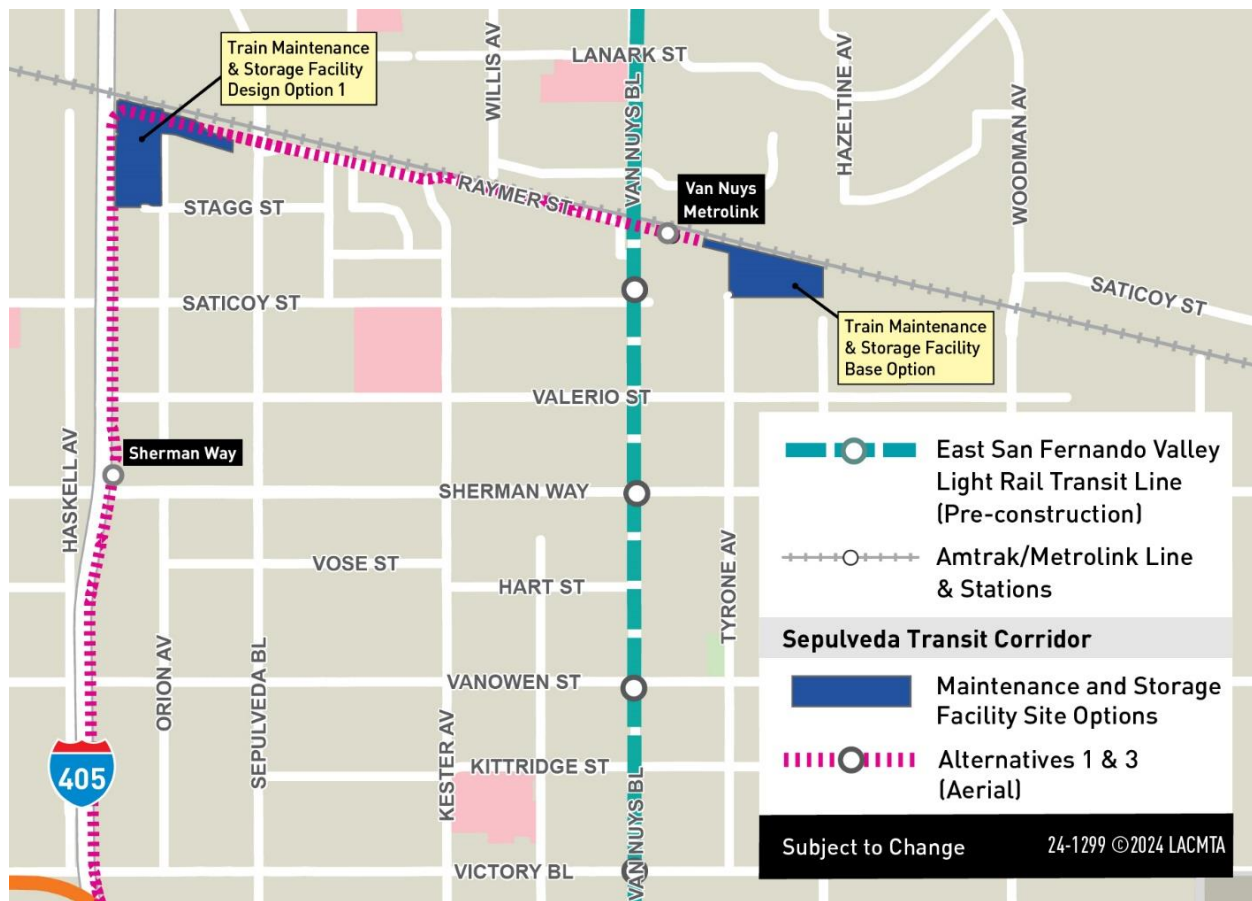 Train Maintenance
& Storage Facility
Design Option 1
WILLIS AV
LANARK ST
VAN NUYS BL
HAZELTINE AV
WOODMAN AV
Van Nuys
Metrolink
RAYMER ST
STAGG ST
SATICOY ST
SATICOY ST
Train Maintenance
& Storage Facility
Base Option
VALERIO ST
HASKELL AV
Sherman Way
SHERMAN WAY
VOSE ST
HART ST
TYRONE AV
ORION AV
SEPULVEDA BL
VANOWEN ST
KESTER AV
KITTRIDGE ST
VAN NUYS BL
405
VICTORY BL
East San Fernando Valley
Light Rail Transit Line
(Pre-construction)
Amtrak/Metrolink Line
& Stations
Sepulveda Transit Corridor
Maintenance and Storage
Facility Site Options
Alternatives 1 & 3
(Aerial)
Subject to Change
24-1299 ©2024 LACMTA